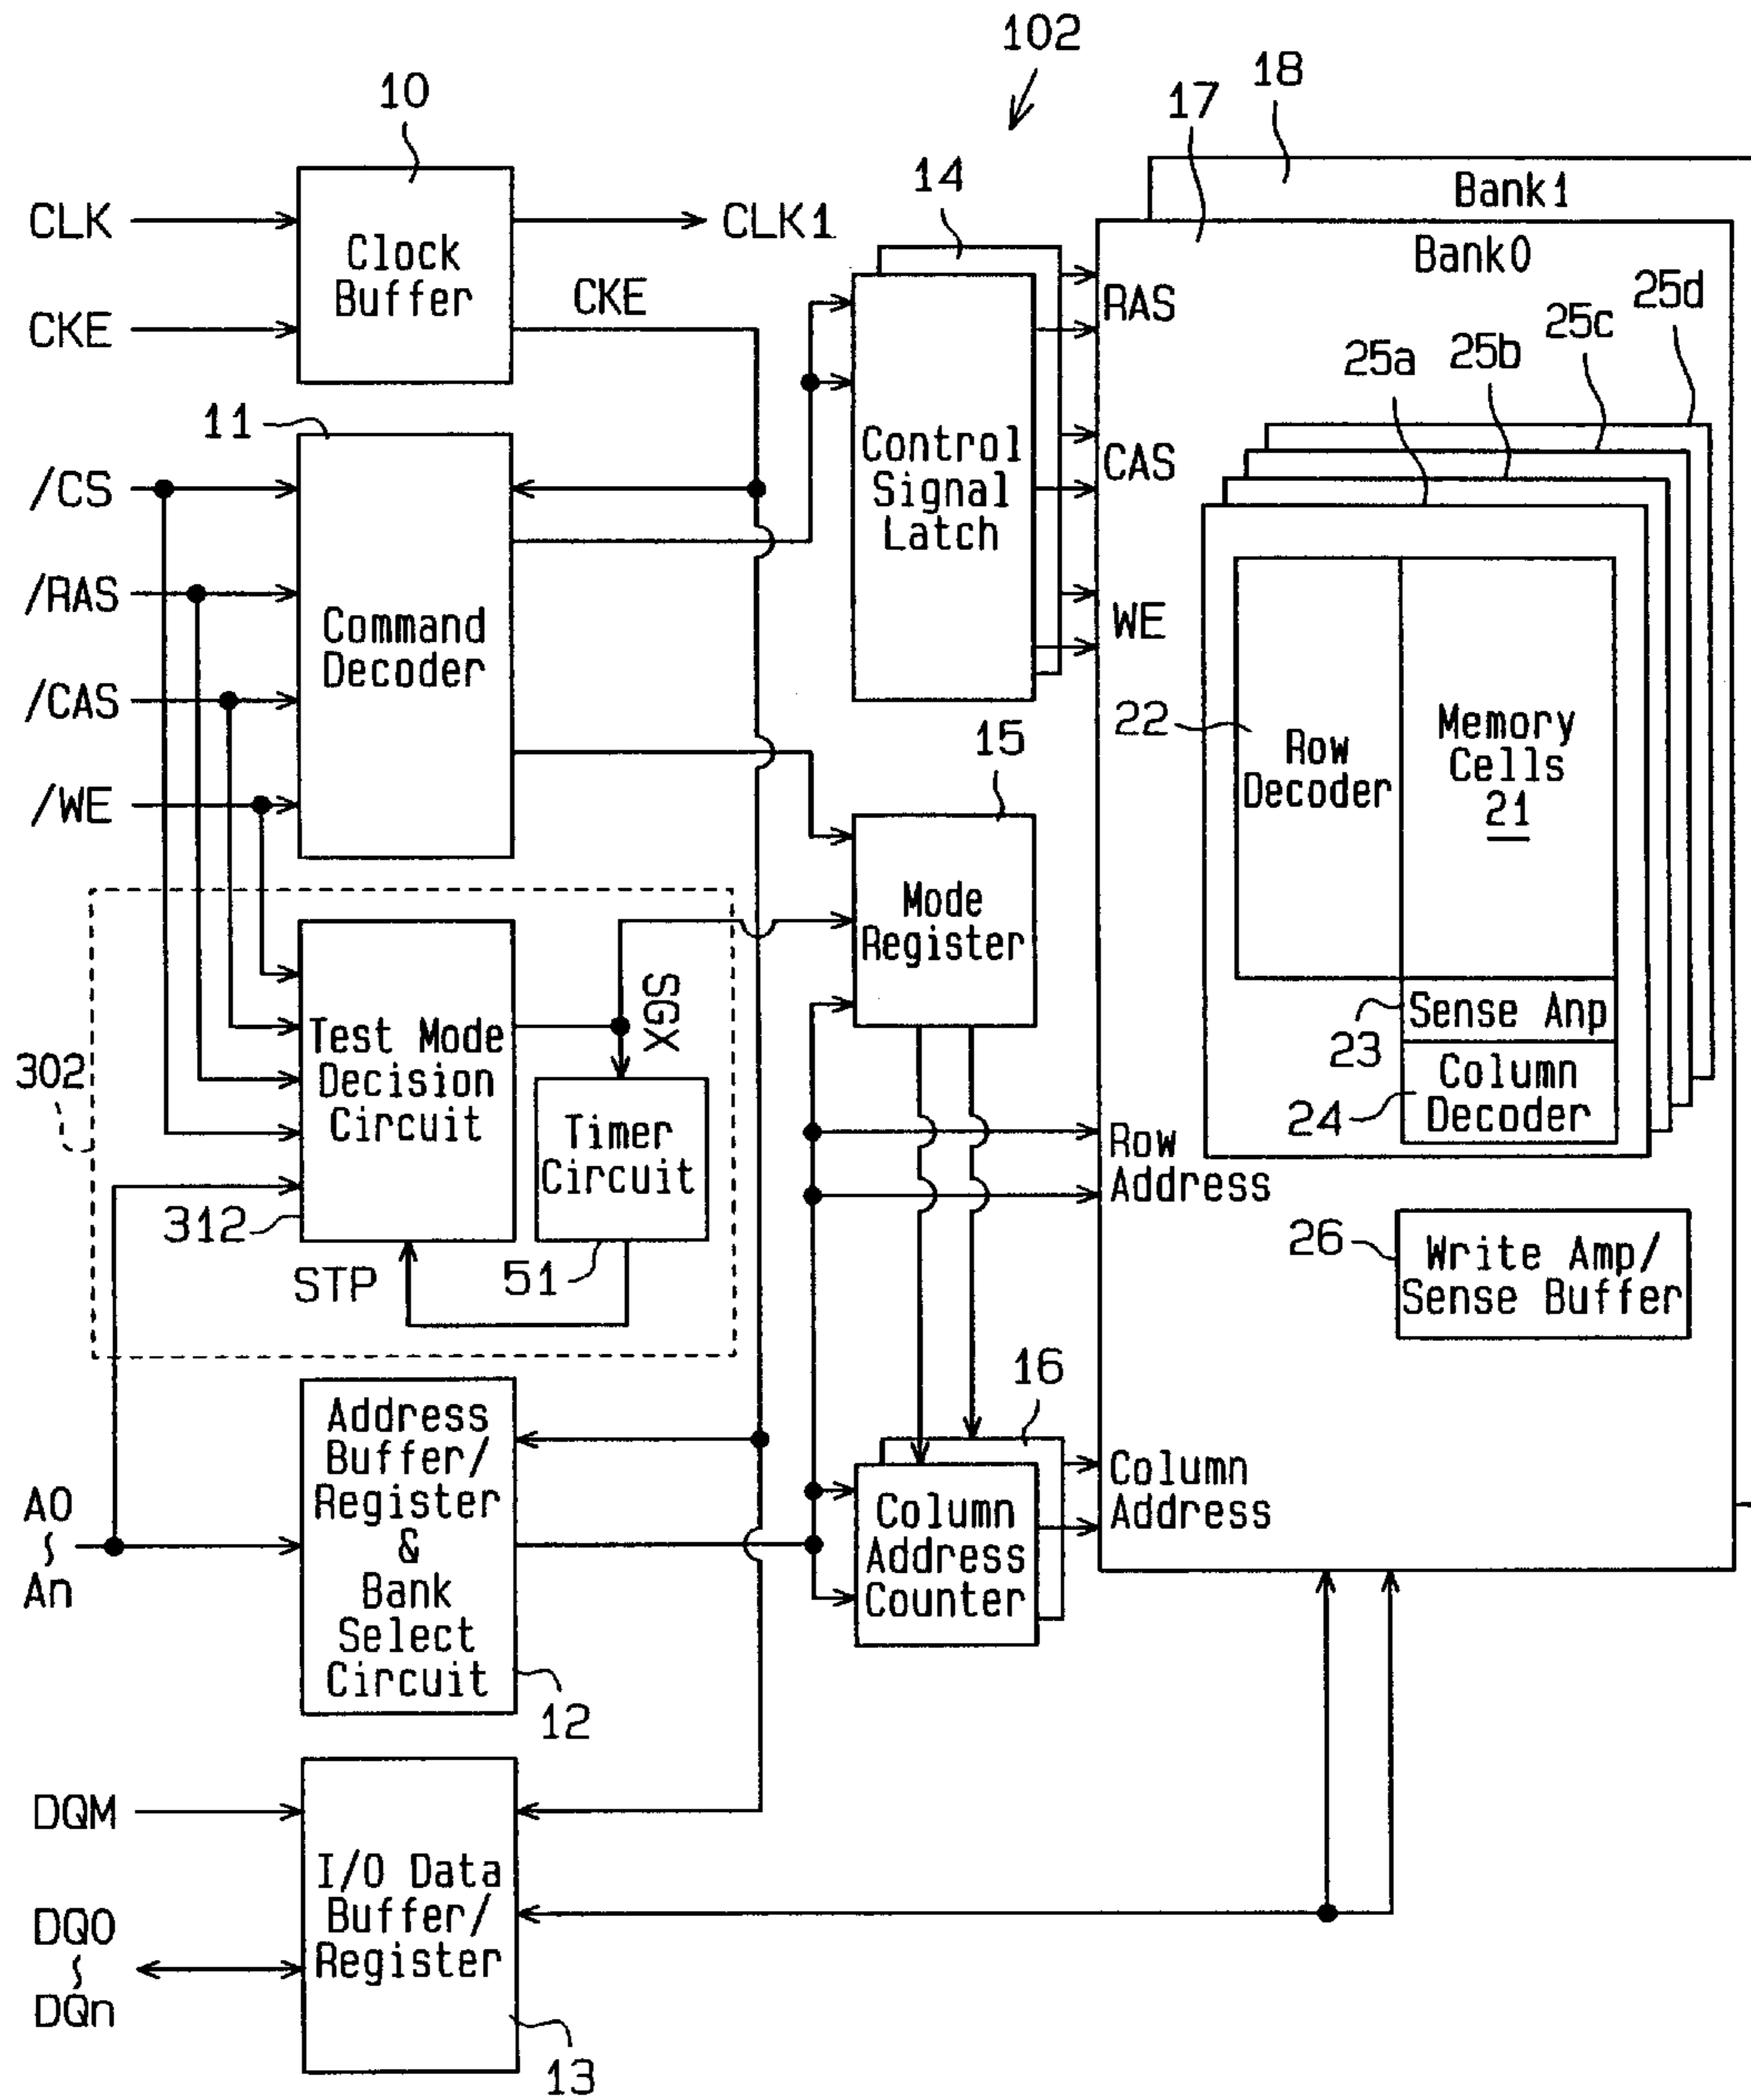 102
10
CLK
CKE
Clock
Buffer
CLK1
CKE
14
17
18
Bank1
Bank0
RAS
CAS
WE
Control
Signal
Latch
25a
25b
25c
25d
11
/CS
/RAS
/CAS
/WE
Command
Decoder
22
Row
Decoder
Memory
Cells
21
23
Sense Anp
24
Column
Decoder
15
Mode
Register
302
Test Mode
Decision
Circuit
SGX
Timer
Circuit
312
STP
51
Row
Address
26
Write Amp/
Sense Buffer
16
Column
Address
Counter
Column
Address
A0
∫
An
Address
Buffer/
Register
&
Bank
Select
Circuit
12
DQM
DQ0
∫
DQn
I/O Data
Buffer/
Register
13